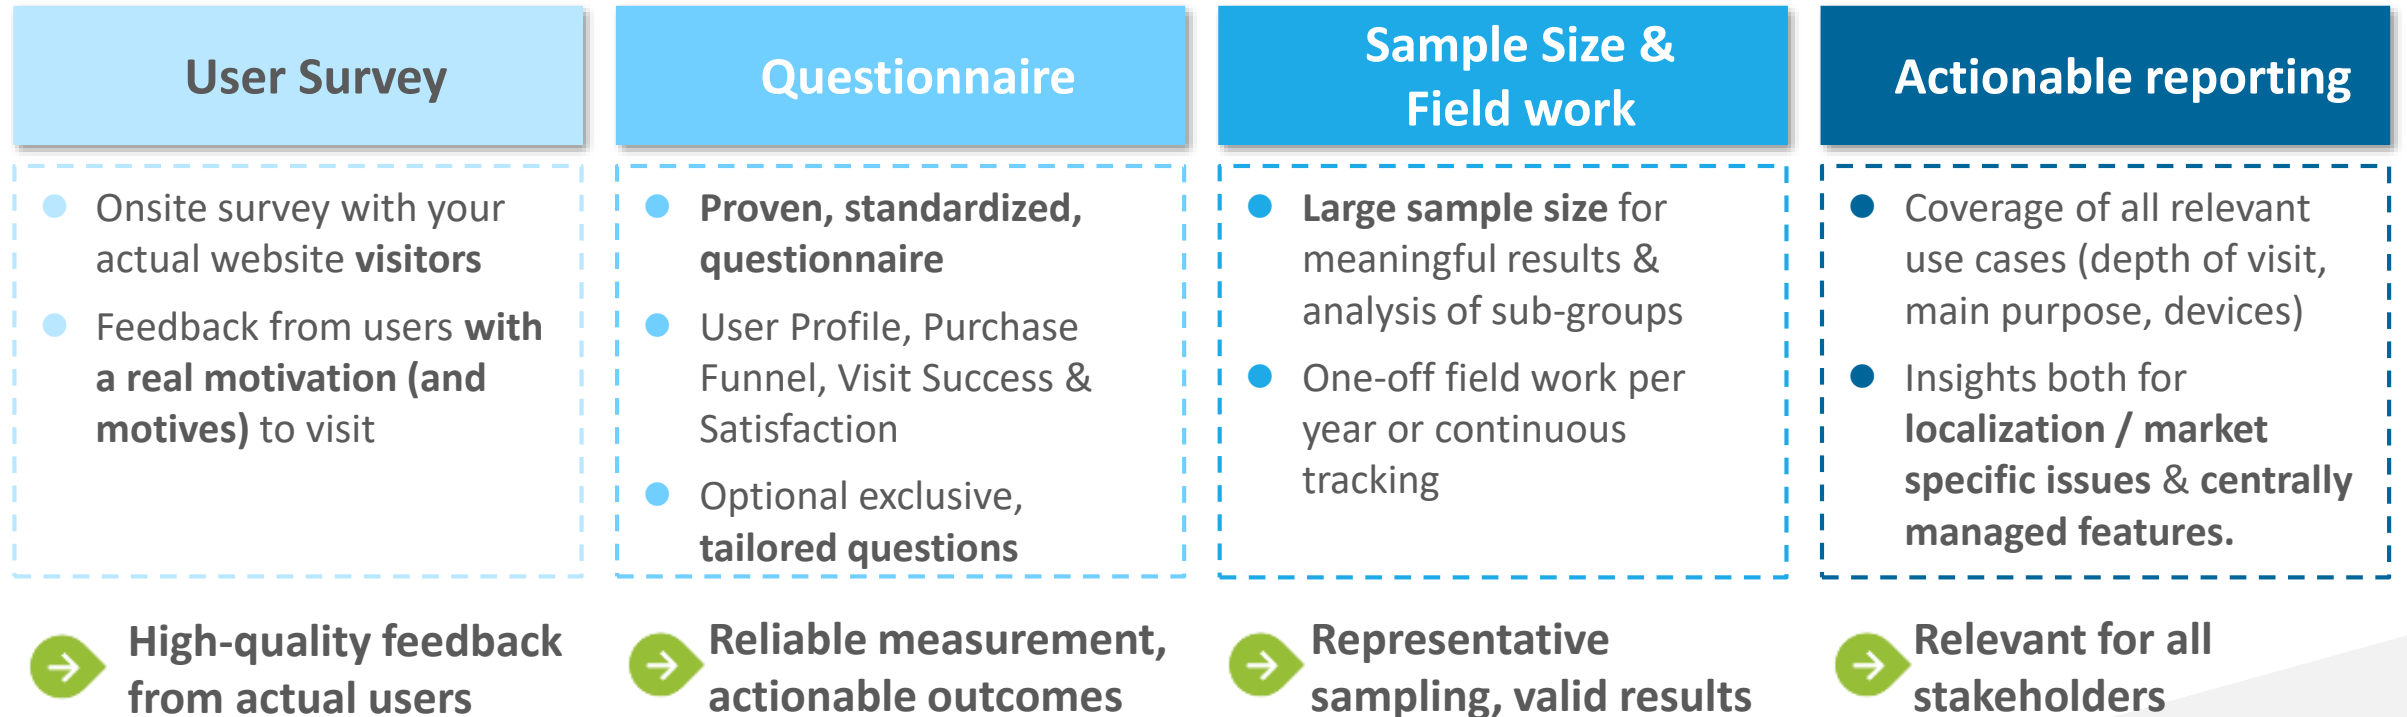 User Survey
Onsite survey with your
actual website visitors
Feedback from users with
a real motivation (and
motives) to visit
High-quality feedback
from actual users
Questionnaire
Proven, standardized,
questionnaire
User Profile, Purchase
Funnel, Visit Success &
Satisfaction
Optional exclusive,
tailored questions
Reliable measurement,
actionable outcomes
Sample Size &
Field work
Large sample size for
meaningful results &
analysis of sub-groups
One-off field work per
year or continuous
tracking
Representative
sampling, valid results
Actionable reporting
Coverage of all relevant
use cases (depth of visit,
main purpose, devices)
Insights both for
localization / market
specific issues & centrally
managed features.
Relevant for all
stakeholders